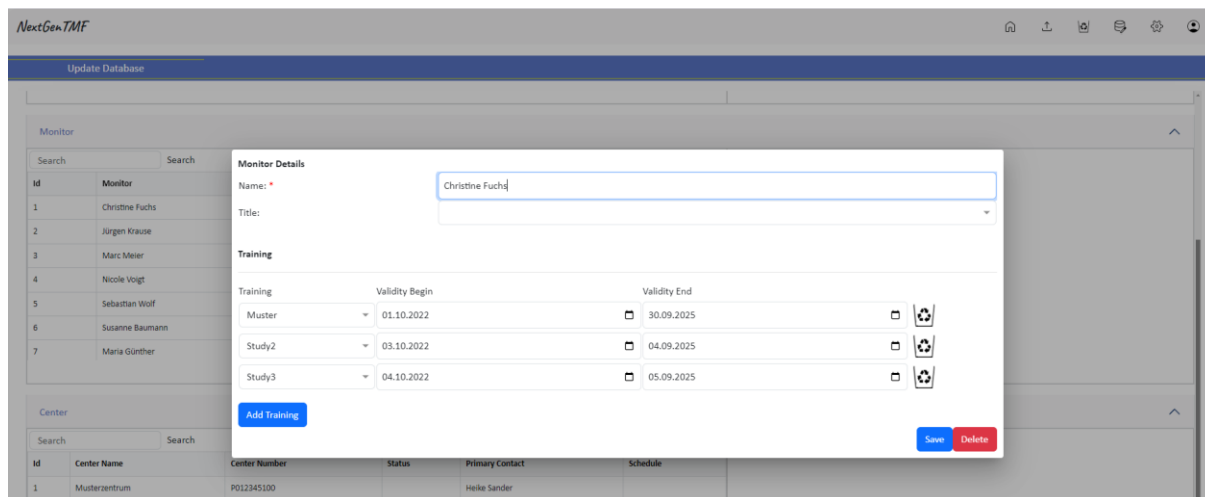 NextGenTMF
Update Database
Monitor
Search Search
Id Monitor
1 Christine Fuchs
2 Jürgen Krause
3 Marc Meier
4 Nicole Voigt
5 Sebastian Wolf
6 Susanne Baumann
7 Maria Günther
Monitor Details
Name: * Christine Fuchs
Title:
Training
Training Validity Begin Validity End
Muster 01.10.2022 30.09.2025
Study2 03.10.2022 04.09.2025
Study3 04.10.2022 05.09.2025
Add Training
Save Delete
Center
Search Search
Id Center Name Center Number Status Primary Contact Schedule
1 Musterzentrum P012345100 Heike Sander